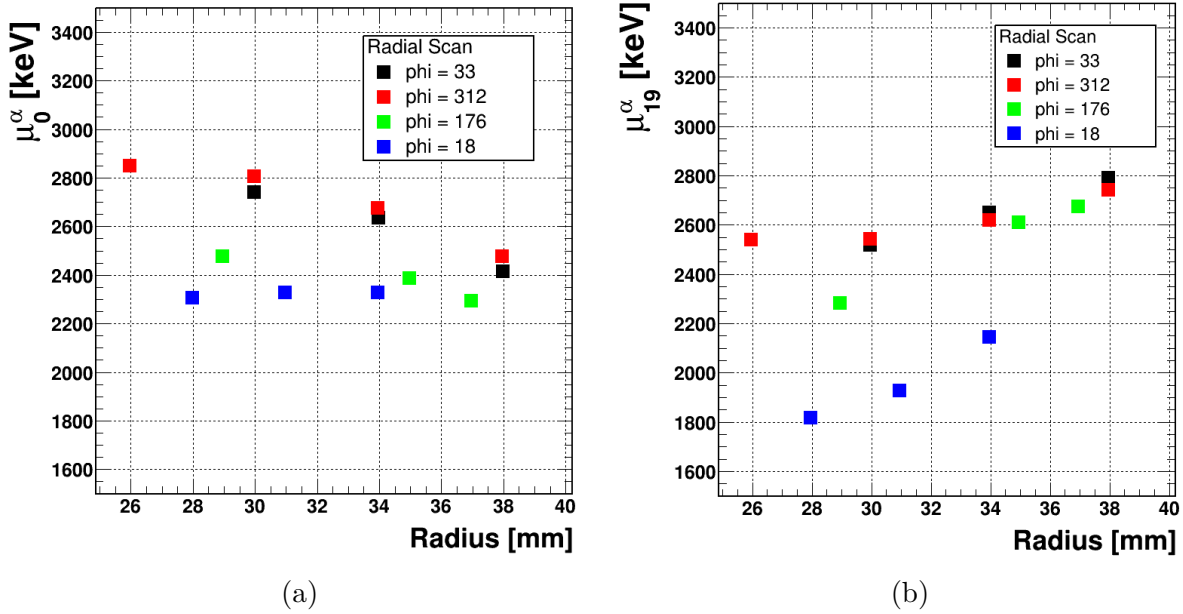 μ₀^α [keV]
3400
3200
3000
2800
2600
2400
2200
2000
1800
1600
26 28 30 32 34 36 38 40
Radius [mm]
Radial Scan
phi = 33
phi = 312
phi = 176
phi = 18
(a)
μ₁₉^α [keV]
3400
3200
3000
2800
2600
2400
2200
2000
1800
1600
26 28 30 32 34 36 38 40
Radius [mm]
Radial Scan
phi = 33
phi = 312
phi = 176
phi = 18
(b)